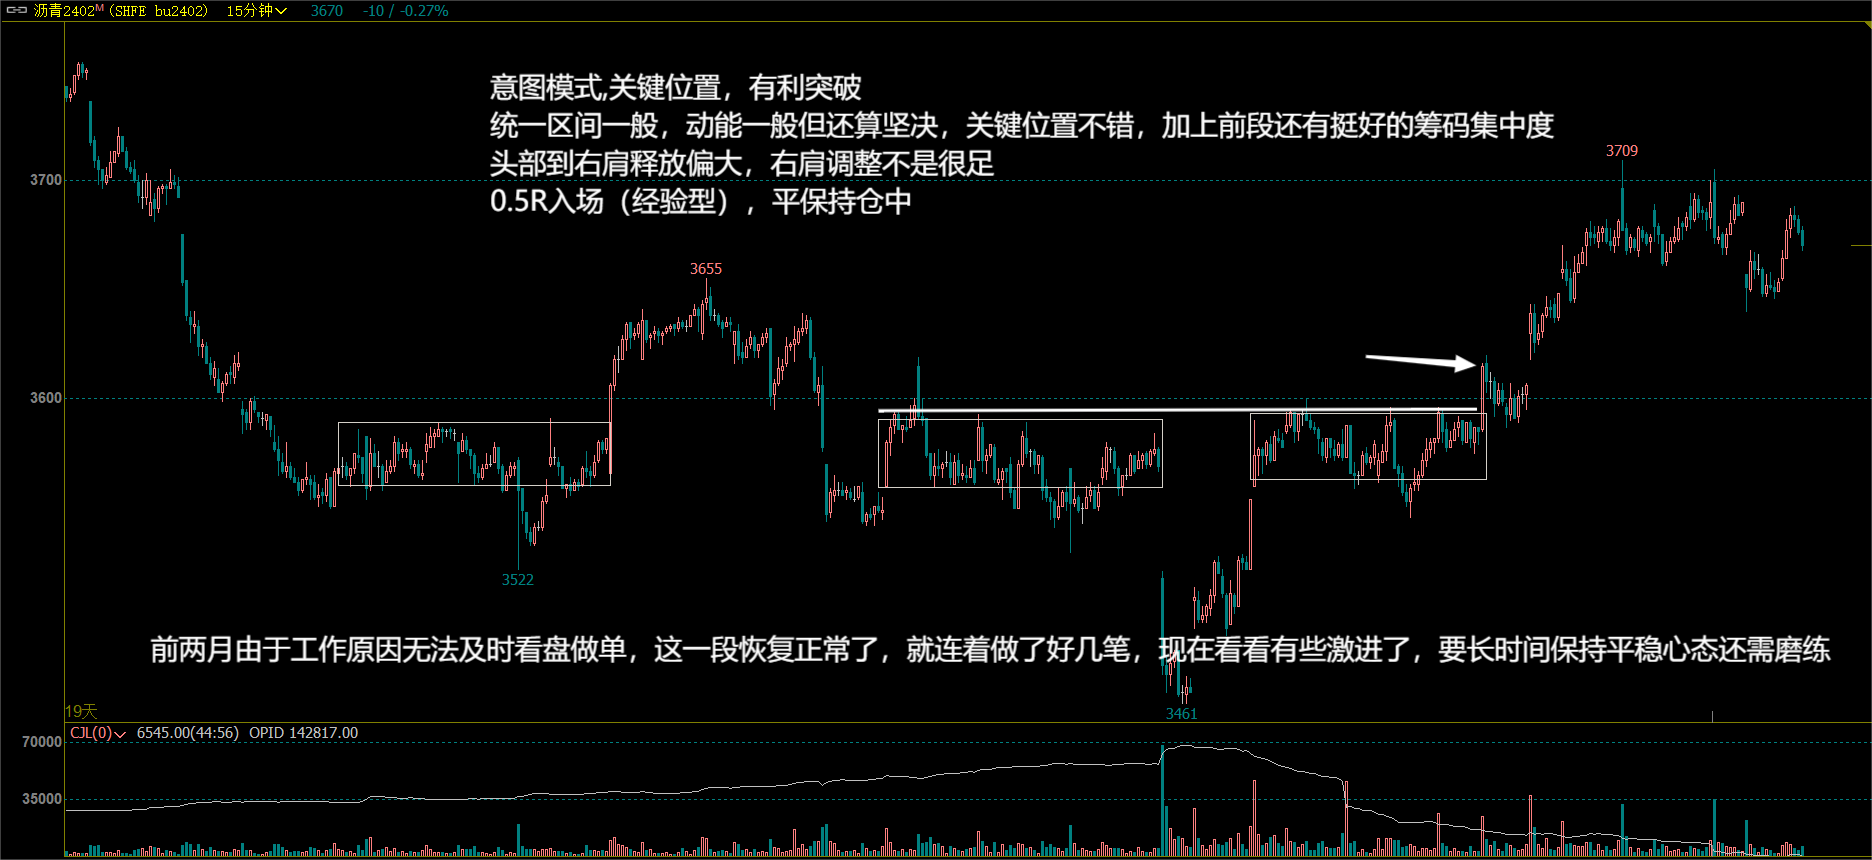 沥青2402M (SHFE bu2402) 15分钟 3670 -10 / -0.27%
意图模式,关键位置，有利突破
统一区间一般，动能一般但还算坚决，关键位置不错，加上前段还有挺好的筹码集中度
头部到右肩释放偏大，右肩调整不是很足
0.5R入场（经验型），平保持仓中
3709
3700
3655
3600
3522
前两月由于工作原因无法及时看盘做单，这一段恢复正常了，就连着做了好几笔，现在看看有些激进了，要长时间保持平稳心态还需磨练
3461
19天
CJL(0) 6545.00(44:56) OPID 142817.00
70000
35000